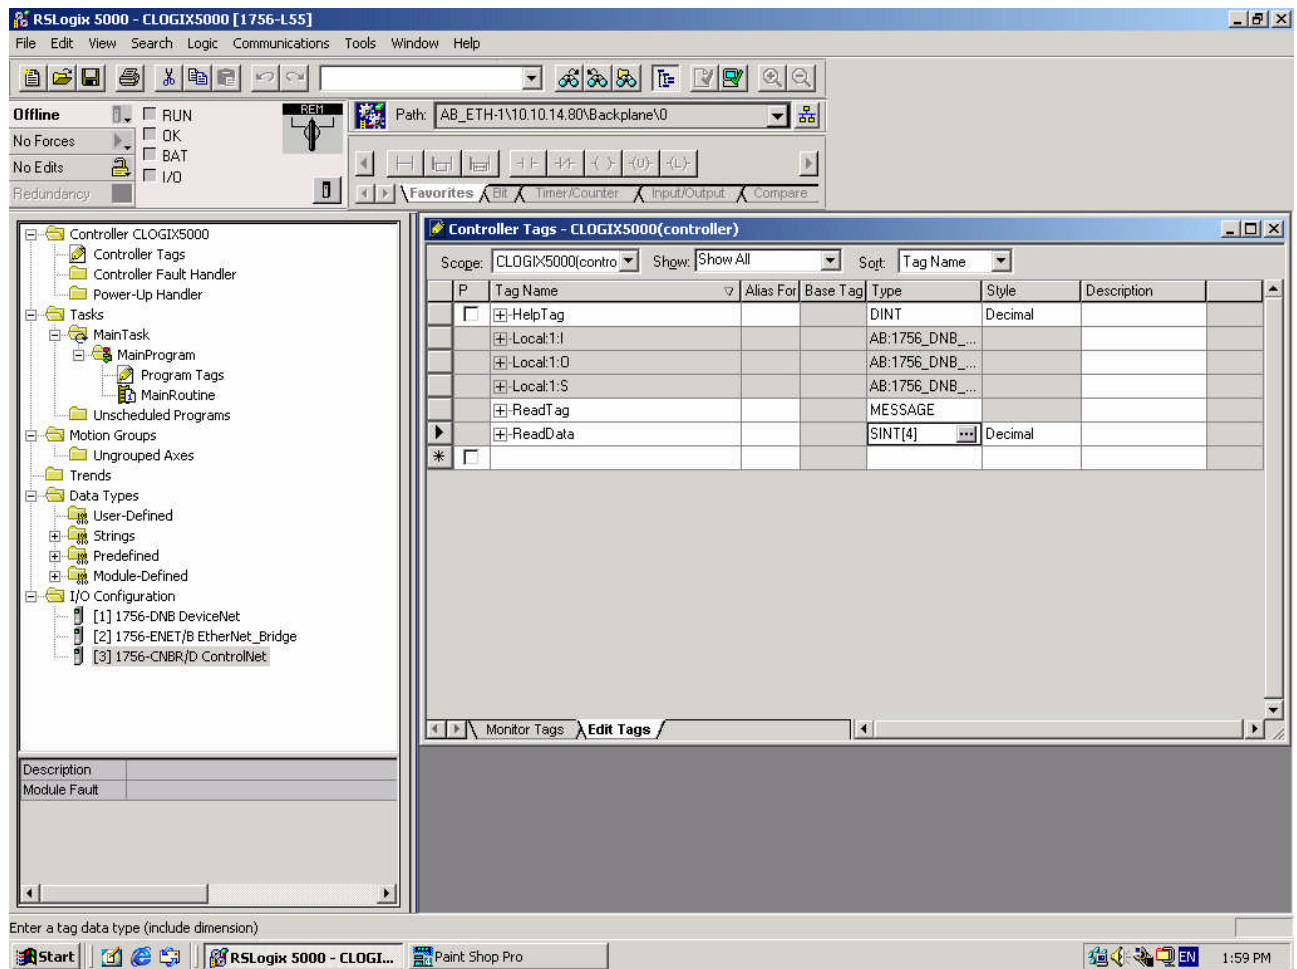 RSLogix 5000 - CLOGIX5000 [1756-L55]
File Edit View Search Logic Communications Tools Window Help
Offline
RUN
No Forces
OK
No Edits
BAT
Redundancy
I/O
REM
Path: AB_ETH-1\10.10.14.80\Backplane\0
Favorites Bit Timer/Counter Input/Output Compare
Controller CLOGIX5000
Controller Tags
Controller Fault Handler
Power-Up Handler
Tasks
MainTask
MainProgram
Program Tags
MainRoutine
Unscheduled Programs
Motion Groups
Ungrouped Axes
Trends
Data Types
User-Defined
Strings
Predefined
Module-Defined
I/O Configuration
[1] 1756-DNB DeviceNet
[2] 1756-ENET/B EtherNet_Bridge
[3] 1756-CNBR/D ControlNet
Description
Module Fault
Controller Tags - CLOGIX5000(controller)
Scope: CLOGIX5000(contro Show: Show All Sort: Tag Name
P Tag Name Alias For Base Tag Type Style Description
HelpTag DINT Decimal
Local:1:I AB:1756_DNB_...
Local:1:O AB:1756_DNB_...
Local:1:S AB:1756_DNB_...
ReadTag MESSAGE
ReadData SINT[4] ... Decimal
Monitor Tags Edit Tags
Enter a tag data type (include dimension)
Start RSLogix 5000 - CLOGI... Paint Shop Pro EN 1:59 PM